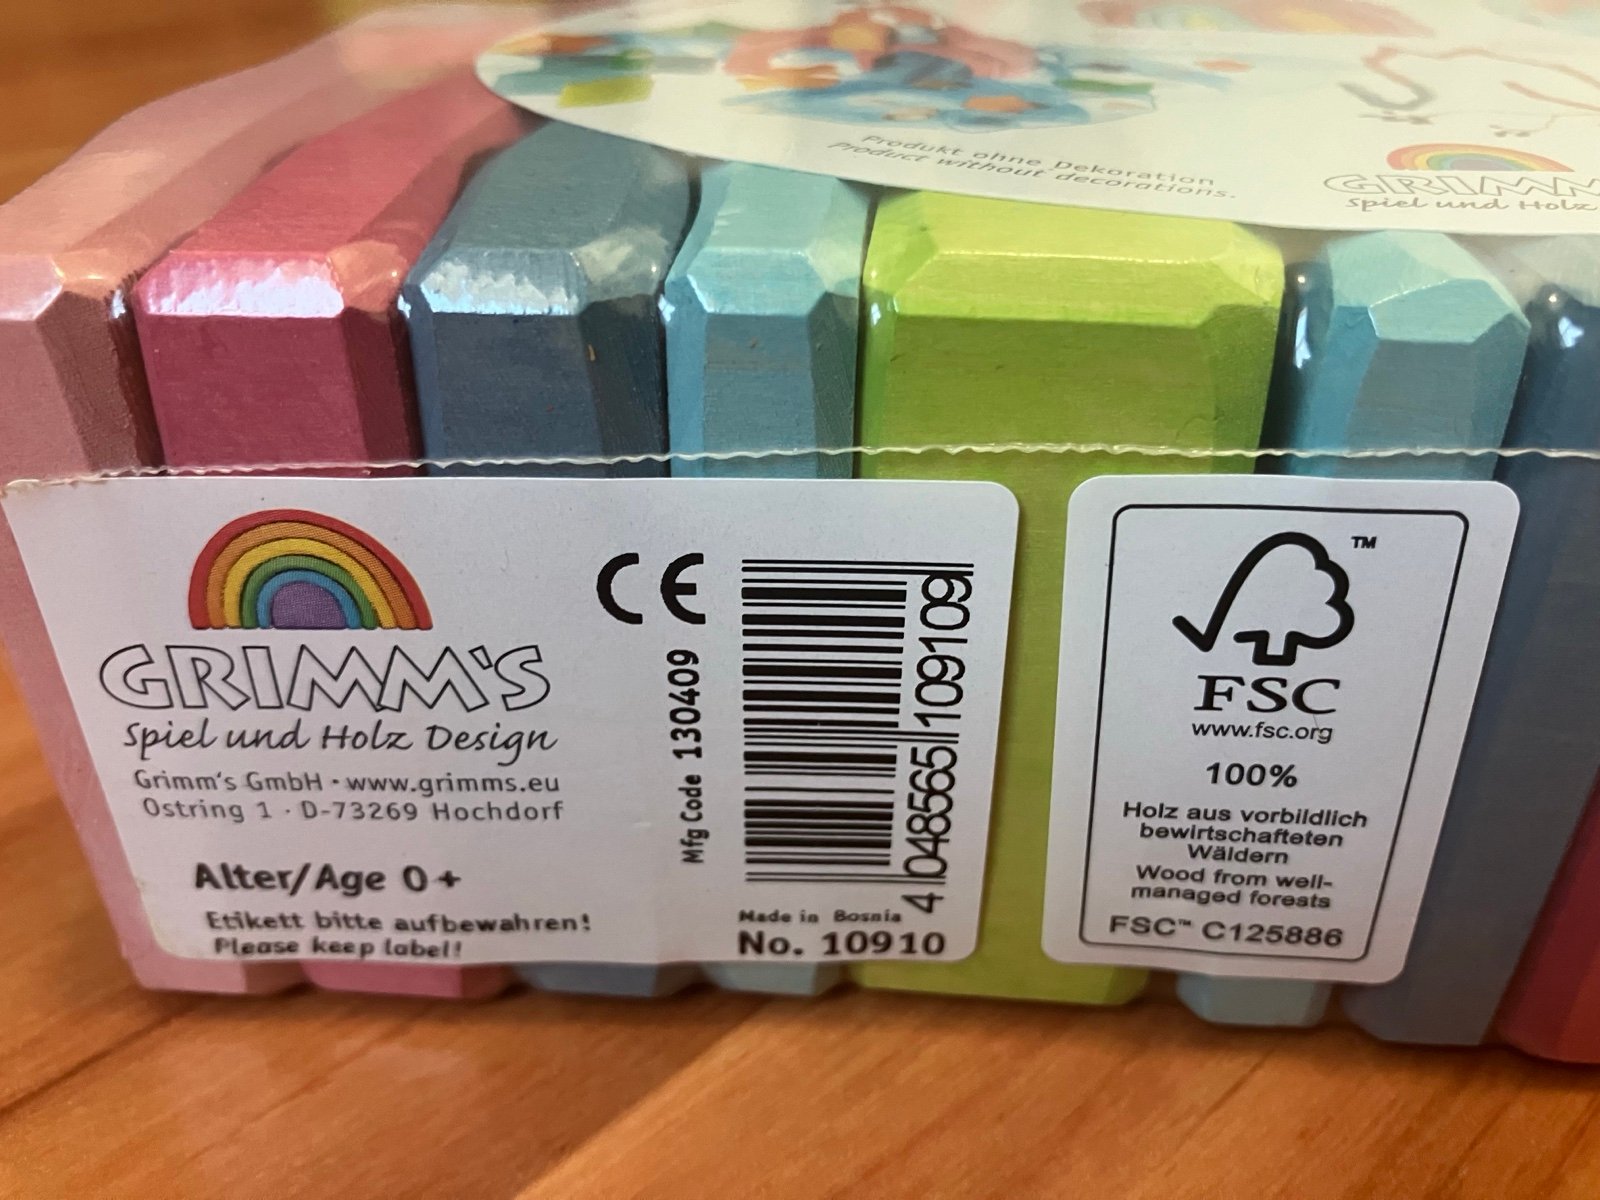 Produkt ohne Dekoration
Product without decorations.
GRIMM
Spiel und Holz
GRIMM'S
Spiel und Holz Design
Grimm's GmbH · www.grimms.eu
Ostring 1 · D-73269 Hochdorf
Alter/Age 0+
Etikett bitte aufbewahren!
Please keep label!
CE
Mfg Code 130409
4 048565 109109
Made in Bosnia
No. 10910
TM
FSC
www.fsc.org
100%
Holz aus vorbildlich
bewirtschafteten
Wäldern
Wood from well-
managed forests
FSC™ C125886